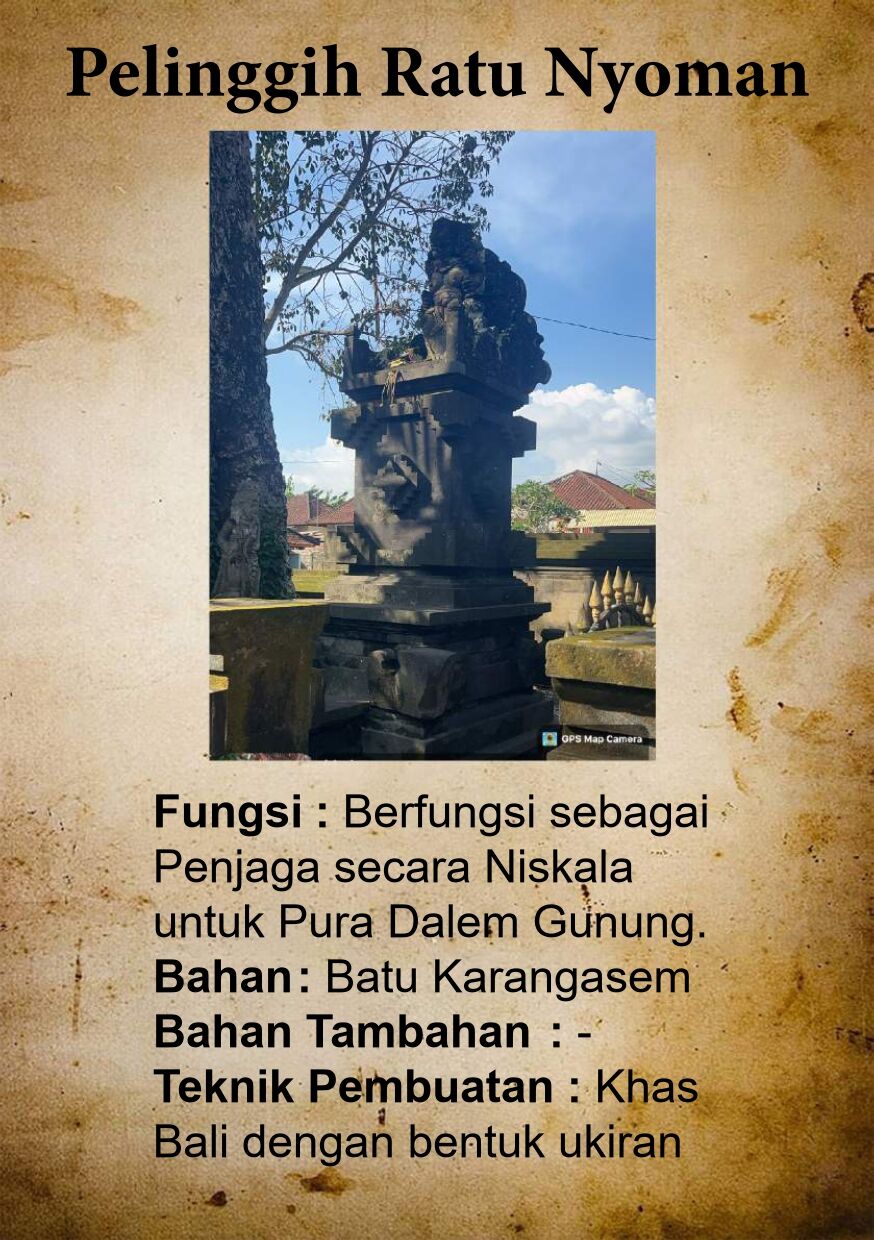 Pelinggih Ratu Nyoman
GPS Map Camera
Fungsi : Berfungsi sebagai
Penjaga secara Niskala
untuk Pura Dalem Gunung.
Bahan: Batu Karangasem
Bahan Tambahan : -
Teknik Pembuatan : Khas
Bali dengan bentuk ukiran